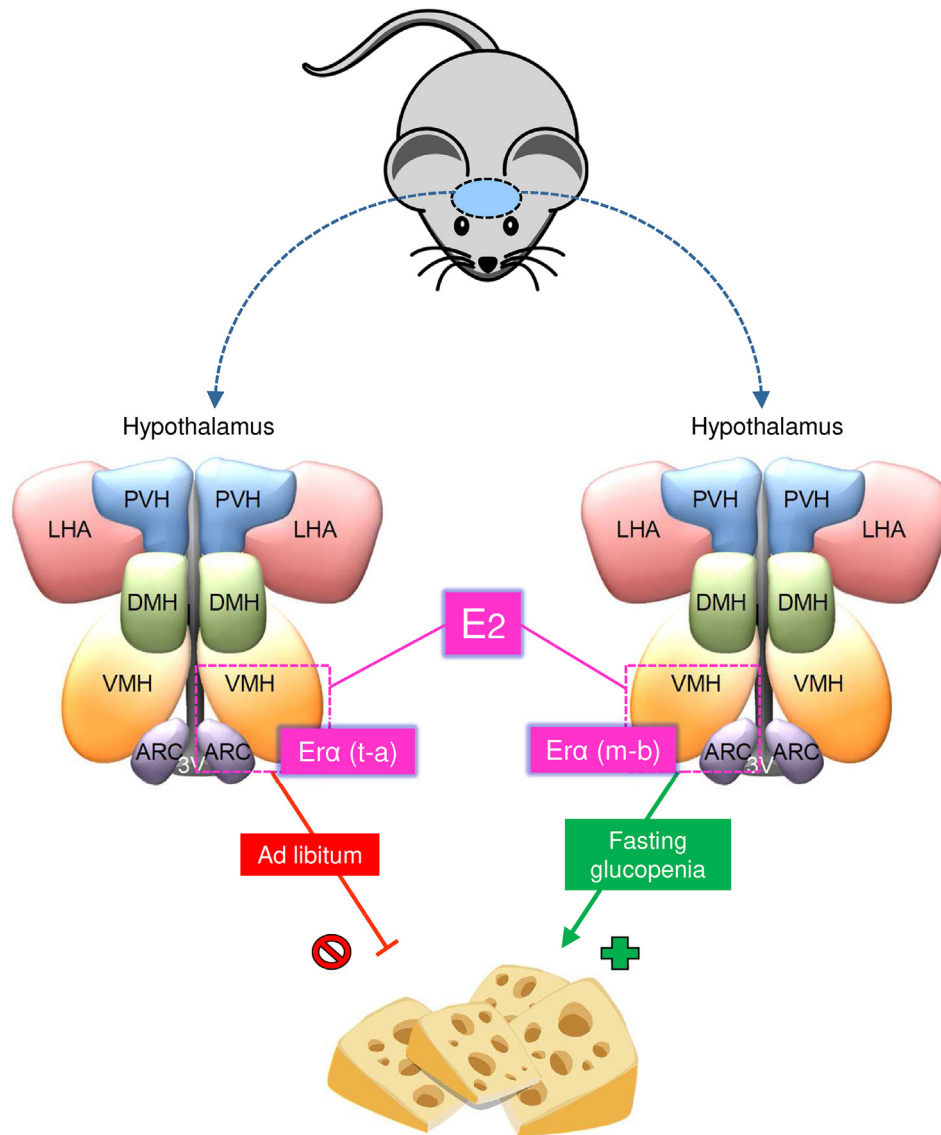 Hypothalamus
Hypothalamus
PVH PVH
LHA LHA
DMH DMH
VMH VMH
ARC ARC
3V
PVH PVH
LHA LHA
DMH DMH
VMH VMH
ARC ARC
3V
E2
Erα (t-a)
Erα (m-b)
Ad libitum
Fasting
glucopenia